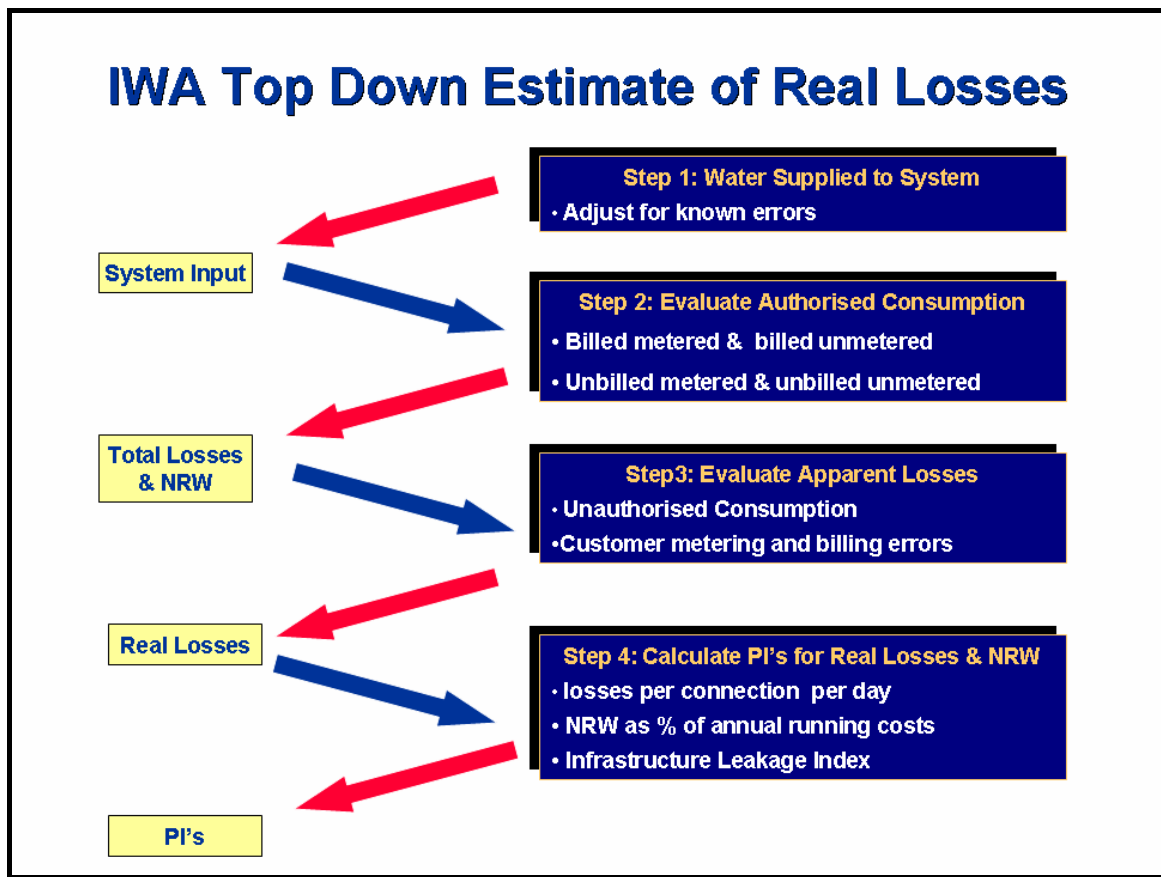 IWA Top Down Estimate of Real Losses
Step 1: Water Supplied to System
• Adjust for known errors
System Input
Step 2: Evaluate Authorised Consumption
• Billed metered & billed unmetered
• Unbilled metered & unbilled unmetered
Total Losses
& NRW
Step3: Evaluate Apparent Losses
• Unauthorised Consumption
•Customer metering and billing errors
Real Losses
Step 4: Calculate PI's for Real Losses & NRW
• losses per connection per day
• NRW as % of annual running costs
• Infrastructure Leakage Index
PI's